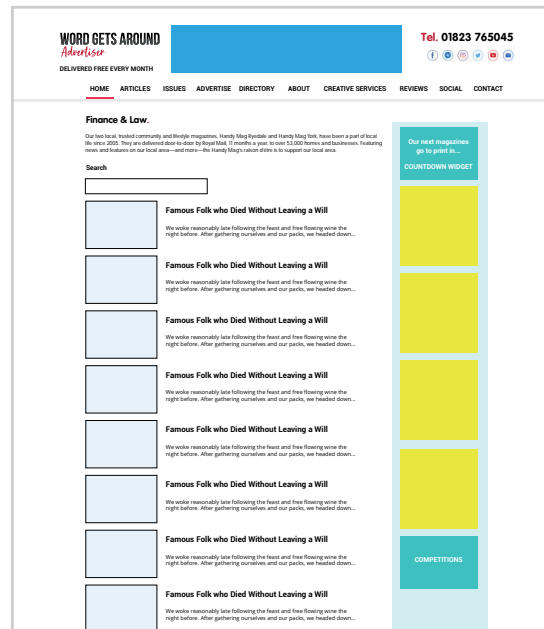 WORD GETS AROUND
Advertiser
DELIVERED FREE EVERY MONTH
Tel. 01823 765045
HOME ARTICLES ISSUES ADVERTISE DIRECTORY ABOUT CREATIVE SERVICES REVIEWS SOCIAL CONTACT
Finance & Law.
Our two local, trusted community and lifestyle magazines, Handy Mag Ryedale and Handy Mag York, have been a part of local
life since 2005. They are delivered door-to-door by Royal Mail, 11 months a year, to over 53,000 homes and businesses. Featuring
news and features on our local area—and more—the Handy Mag's raison d'être is to support our local area.
Search
Famous Folk who Died Without Leaving a Will
We woke reasonably late following the feast and free flowing wine the
night before. After gathering ourselves and our packs, we headed down...
Famous Folk who Died Without Leaving a Will
We woke reasonably late following the feast and free flowing wine the
night before. After gathering ourselves and our packs, we headed down...
Famous Folk who Died Without Leaving a Will
We woke reasonably late following the feast and free flowing wine the
night before. After gathering ourselves and our packs, we headed down...
Famous Folk who Died Without Leaving a Will
We woke reasonably late following the feast and free flowing wine the
night before. After gathering ourselves and our packs, we headed down...
Famous Folk who Died Without Leaving a Will
We woke reasonably late following the feast and free flowing wine the
night before. After gathering ourselves and our packs, we headed down...
Famous Folk who Died Without Leaving a Will
We woke reasonably late following the feast and free flowing wine the
night before. After gathering ourselves and our packs, we headed down...
Famous Folk who Died Without Leaving a Will
We woke reasonably late following the feast and free flowing wine the
night before. After gathering ourselves and our packs, we headed down...
Famous Folk who Died Without Leaving a Will
We woke reasonably late following the feast and free flowing wine the
night before. After gathering ourselves and our packs, we headed down...
Our next magazines
go to print in...
COUNTDOWN WIDGET
COMPETITIONS